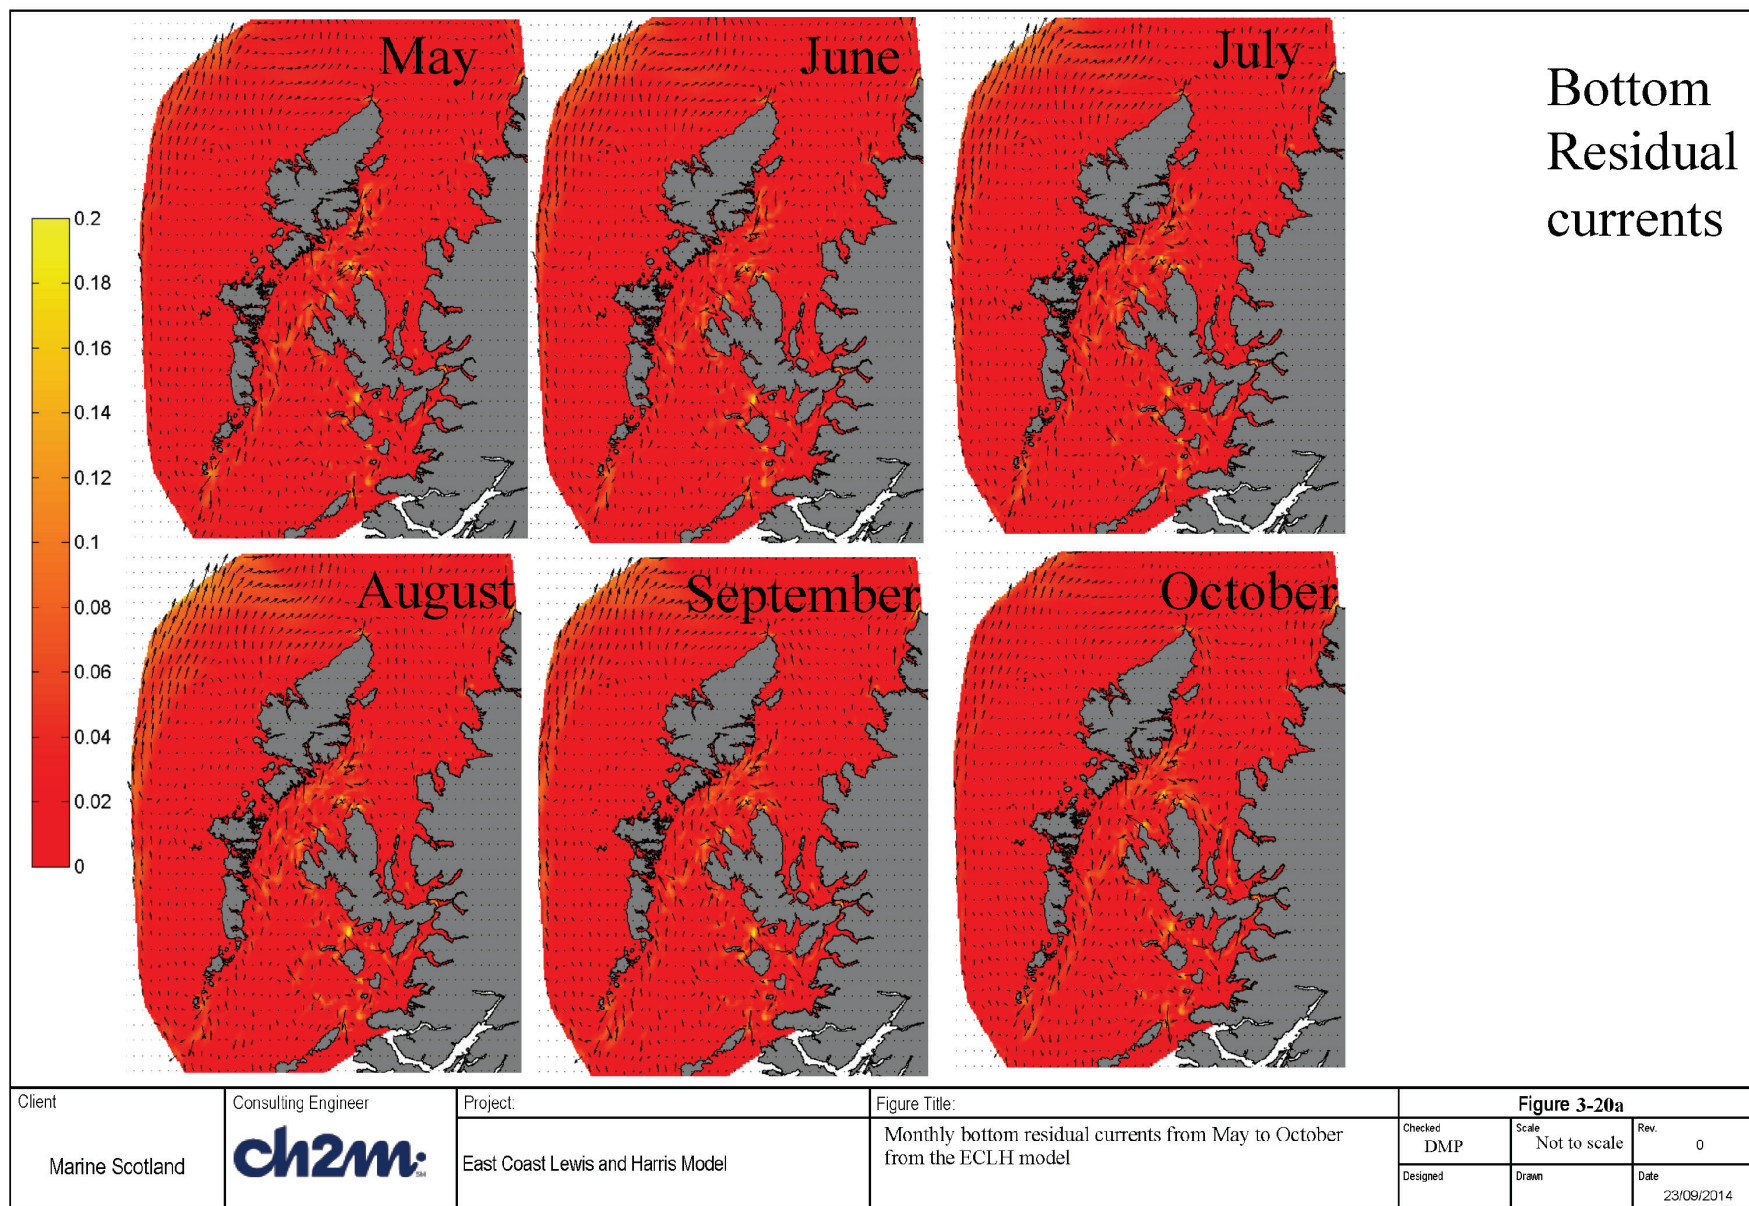 May
June
July
Bottom
Residual
currents
0.2
0.18
0.16
0.14
0.12
0.1
0.08
0.06
0.04
0.02
0
August
September
October
Client
Marine Scotland
Consulting Engineer
ch2m:
SM
Project:
East Coast Lewis and Harris Model
Figure Title:
Monthly bottom residual currents from May to October
from the ECLH model
Figure 3-20a
Checked
DMP
Scale
Not to scale
Rev.
0
Designed
Drawn
Date
23/09/2014